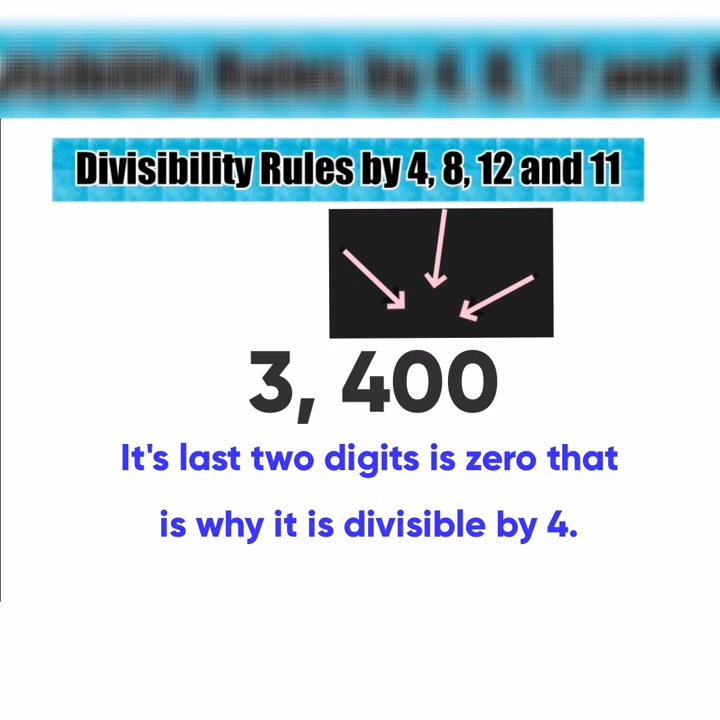 Divisibility Rules by 4, 8, 12 and 11
3, 400
It's last two digits is zero that
is why it is divisible by 4.